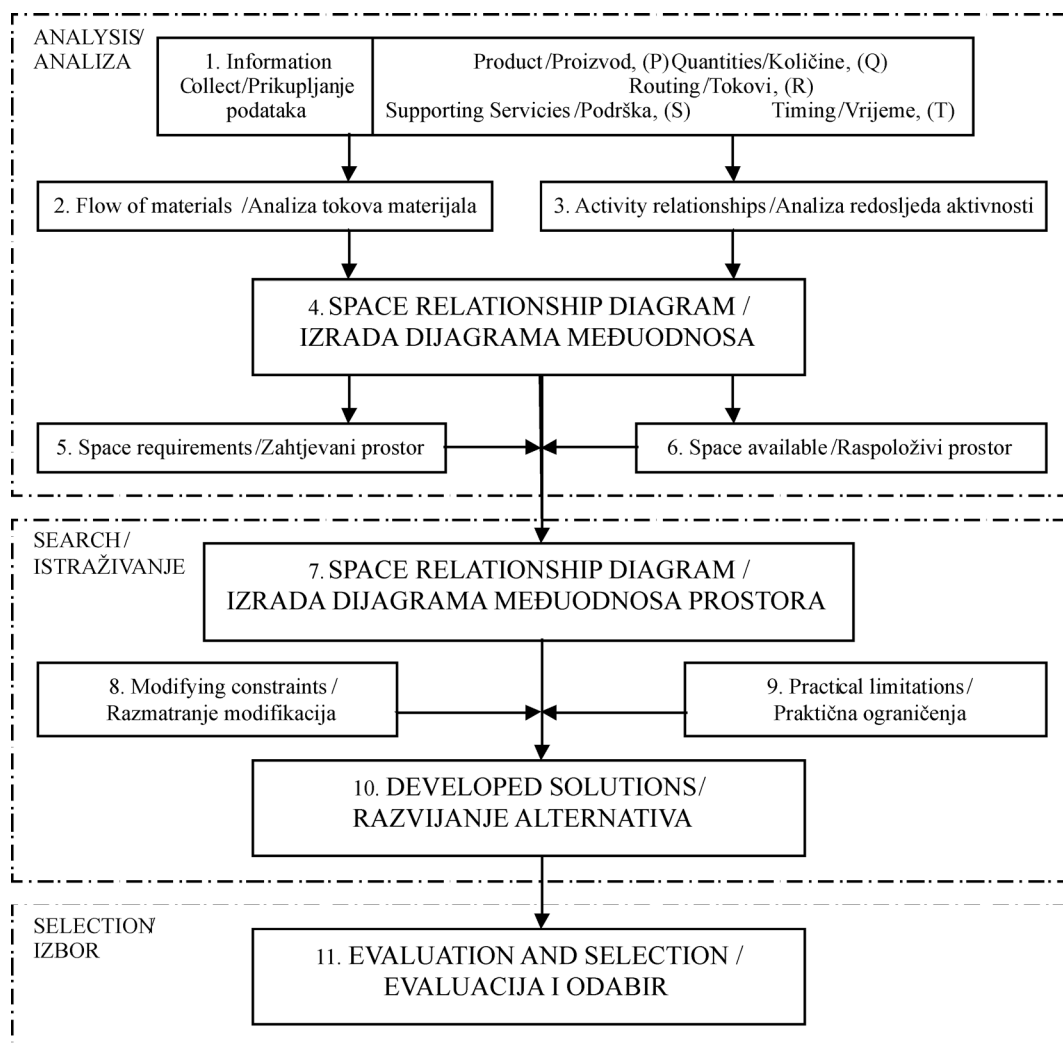 ANALYSIS/
ANALIZA
1. Information
Collect/Prikupljanje
podataka
Product/Proizvod, (P) Quantities/Količine, (Q)
Routing/Tokovi, (R)
Supporting Servicies/Podrška, (S) Timing/Vrijeme, (T)
2. Flow of materials /Analiza tokova materijala
3. Activity relationships/Analiza redosljeda aktivnosti
4. SPACE RELATIONSHIP DIAGRAM /
IZRADA DIJAGRAMA MEĐUODNOSA
5. Space requirements/Zahtjevani prostor
6. Space available/Raspoloživi prostor
SEARCH/
ISTRAŽIVANJE
7. SPACE RELATIONSHIP DIAGRAM /
IZRADA DIJAGRAMA MEĐUODNOSA PROSTORA
8. Modifying constraints/
Razmatranje modifikacija
9. Practical limitations/
Praktična ograničenja
10. DEVELOPED SOLUTIONS/
RAZVIJANJE ALTERNATIVA
SELECTION/
IZBOR
11. EVALUATION AND SELECTION /
EVALUACIJA I ODABIR